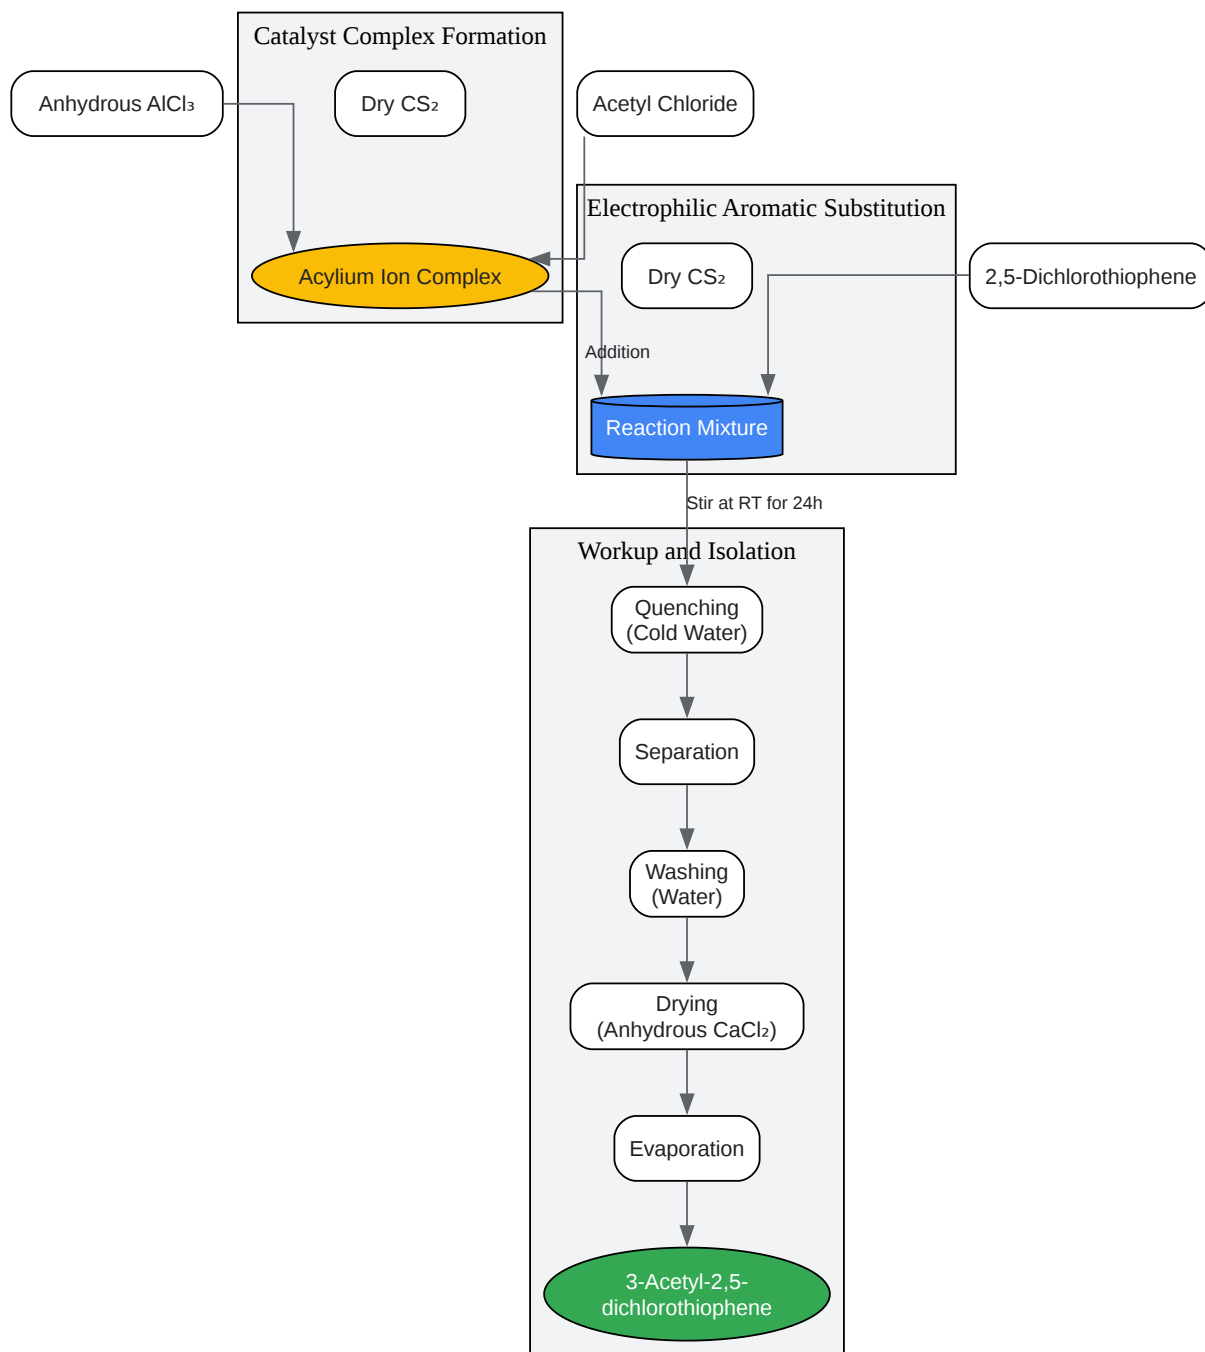 Catalyst Complex Formation
Anhydrous AlCl₃
Dry CS₂
Acetyl Chloride
Electrophilic Aromatic Substitution
Acylium Ion Complex
Dry CS₂
2,5-Dichlorothiophene
Addition
Reaction Mixture
Stir at RT for 24h
Workup and Isolation
Quenching
(Cold Water)
Separation
Washing
(Water)
Drying
(Anhydrous CaCl₂)
Evaporation
3-Acetyl-2,5-
dichlorothiophene